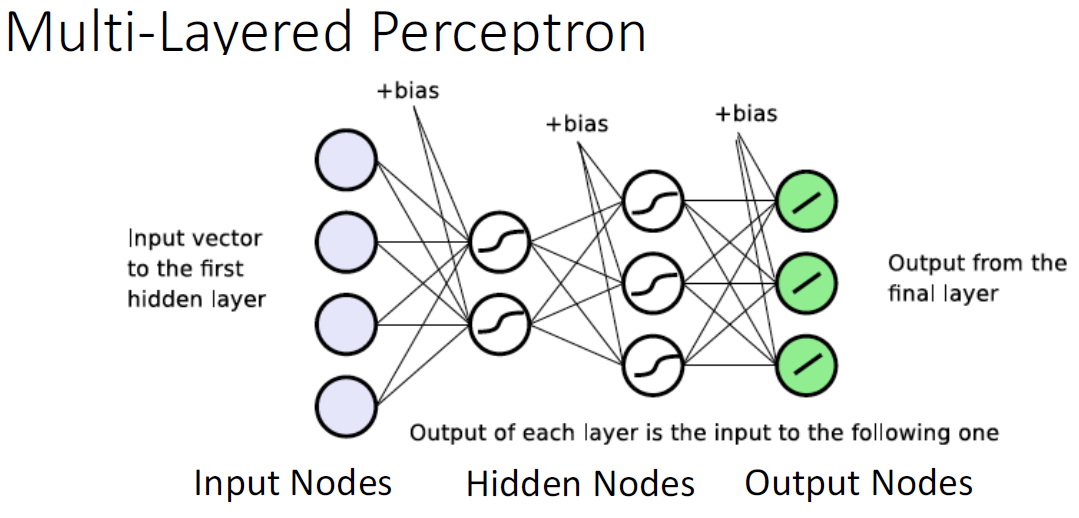 Multi-Layered Perceptron
+bias
+bias
+bias
Input vector
to the first
hidden layer
Output from the
final layer
Output of each layer is the input to the following one
Input Nodes
Hidden Nodes
Output Nodes